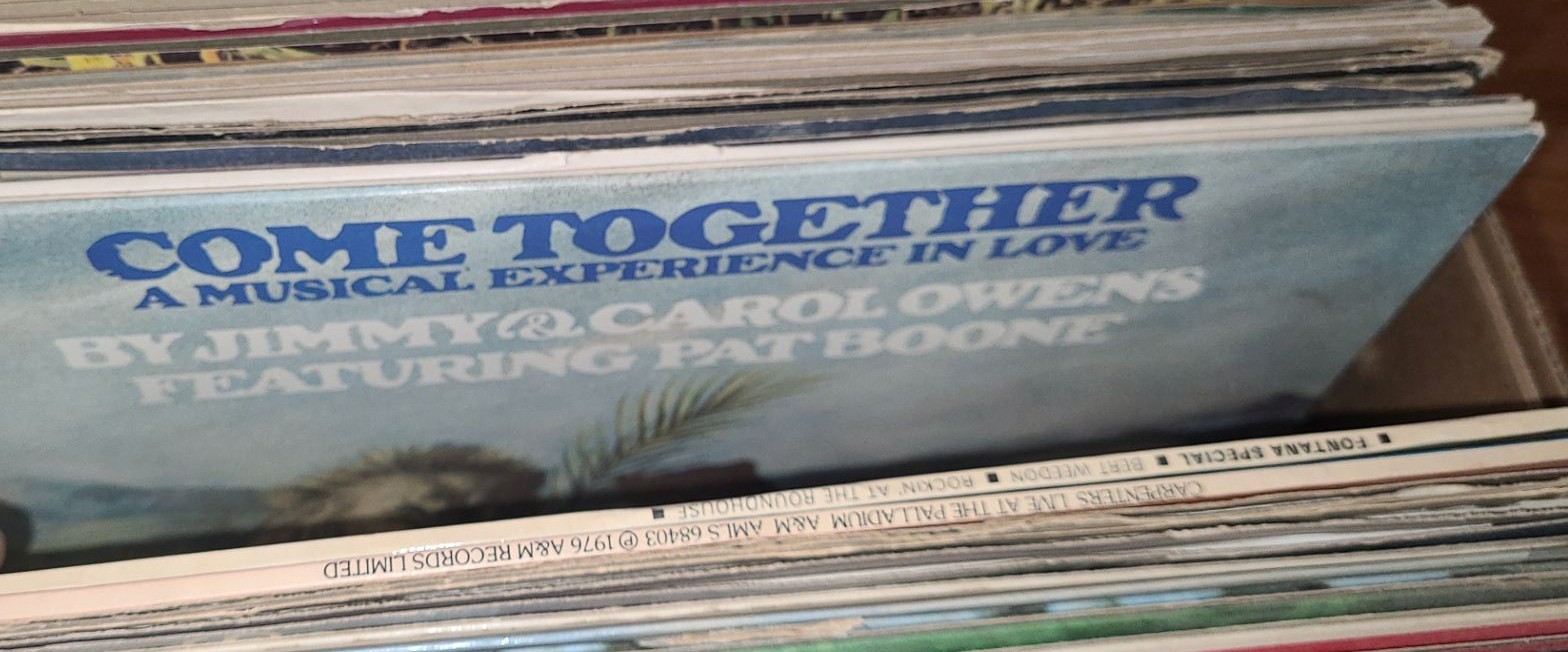 COME TOGETHER
A MUSICAL EXPERIENCE IN LOVE
BY JIMMY & CAROL OWENS
FEATURING PAT BOONE
■ FONTANA SPECIAL ■ BERT WEEDON ■ ROCKIN' AT THE ROUNDHOUSE ■
CARPENTERS LIVE AT THE PALLADIUM A&M AMLS 68403 ℗ 1976 A&M RECORDS LIMITED